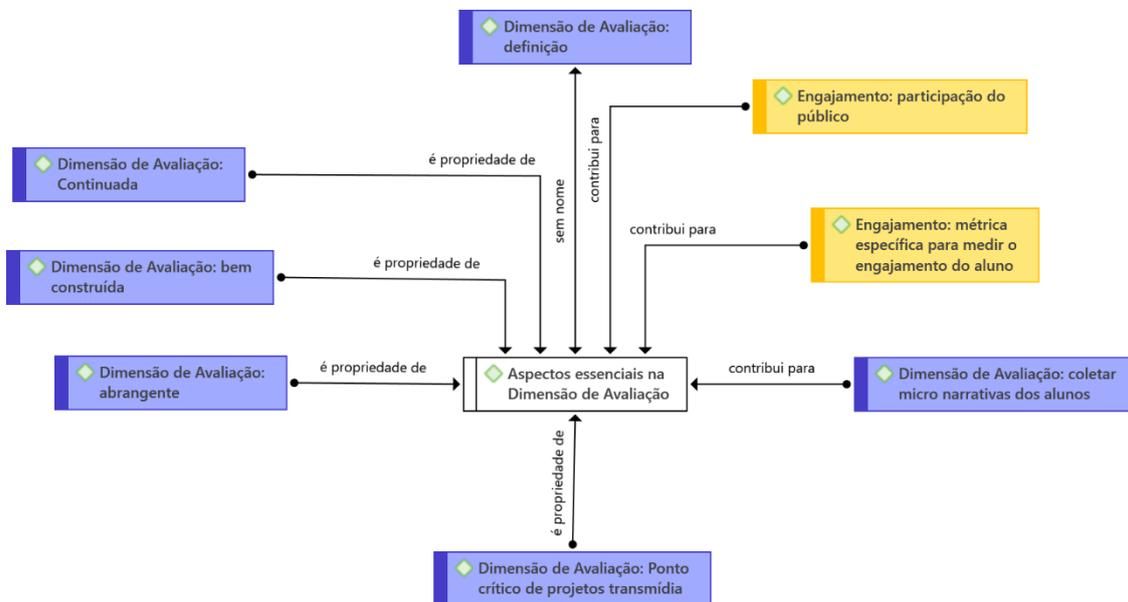 Dimensão de Avaliação:
definição
Engajamento: participação do
público
contribui para
sem nome
Dimensão de Avaliação:
Continuada
é propriedade de
Engajamento: métrica
específica para medir o
engajamento do aluno
contribui para
Dimensão de Avaliação: bem
construída
é propriedade de
Dimensão de Avaliação:
abrangente
é propriedade de
Aspectos essenciais na
Dimensão de Avaliação
contribui para
Dimensão de Avaliação: coletar
micro narrativas dos alunos
é propriedade de
Dimensão de Avaliação: Ponto
crítico de projetos transmídia